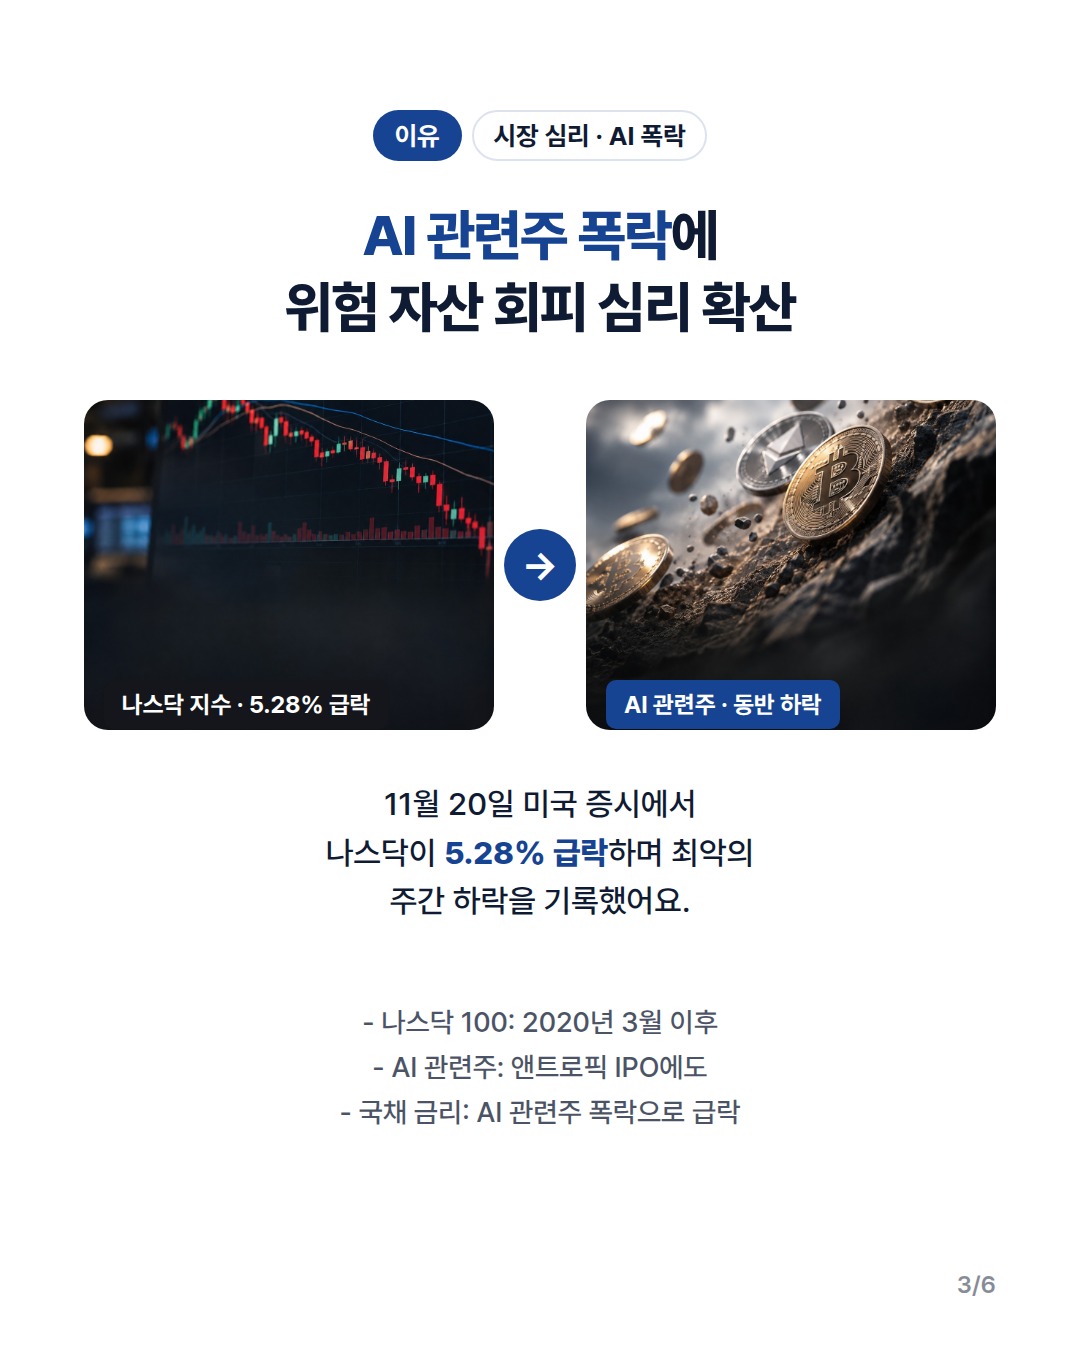 이유
시장 심리 · AI 폭락
AI 관련주 폭락에
위험 자산 회피 심리 확산
나스닥 지수 · 5.28% 급락
AI 관련주 · 동반 하락
11월 20일 미국 증시에서
나스닥이 5.28% 급락하며 최악의
주간 하락을 기록했어요.
- 나스닥 100: 2020년 3월 이후
- AI 관련주: 앤트로픽 IPO에도
- 국채 금리: AI 관련주 폭락으로 급락
3/6